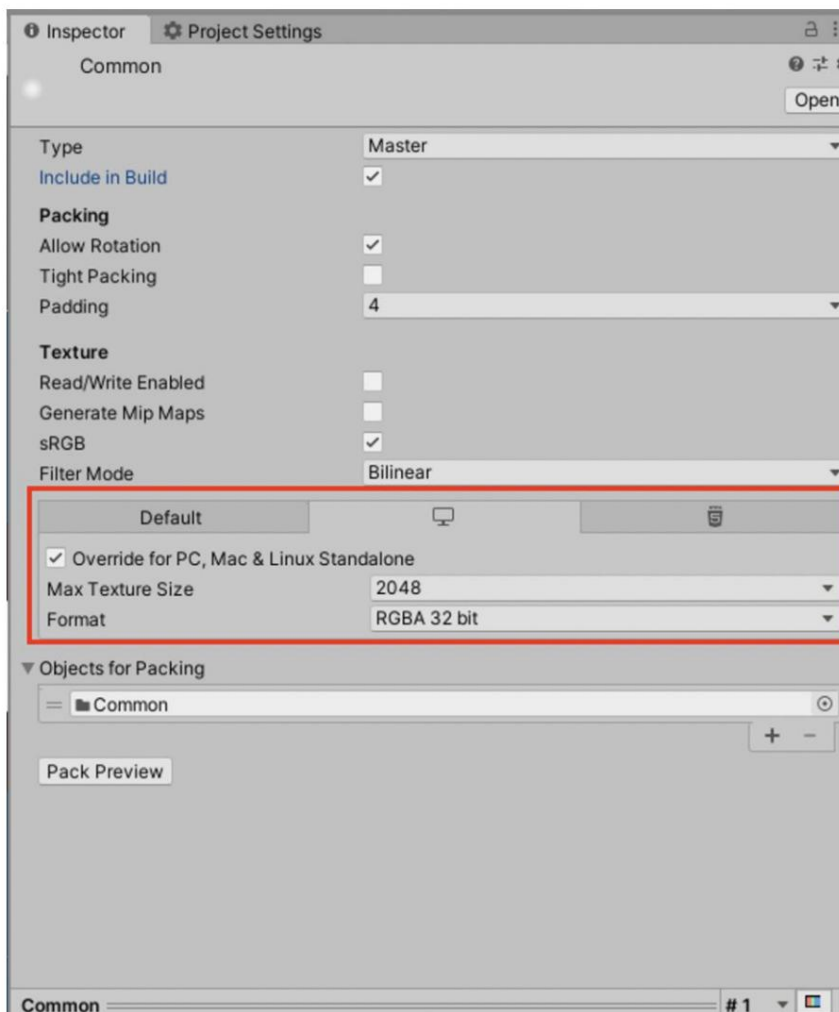 Inspector Project Settings
Common
Open
Type Master
Include in Build
Packing
Allow Rotation
Tight Packing
Padding 4
Texture
Read/Write Enabled
Generate Mip Maps
sRGB
Filter Mode Bilinear
Default
Override for PC, Mac & Linux Standalone
Max Texture Size 2048
Format RGBA 32 bit
Objects for Packing
Common
Pack Preview
Common #1